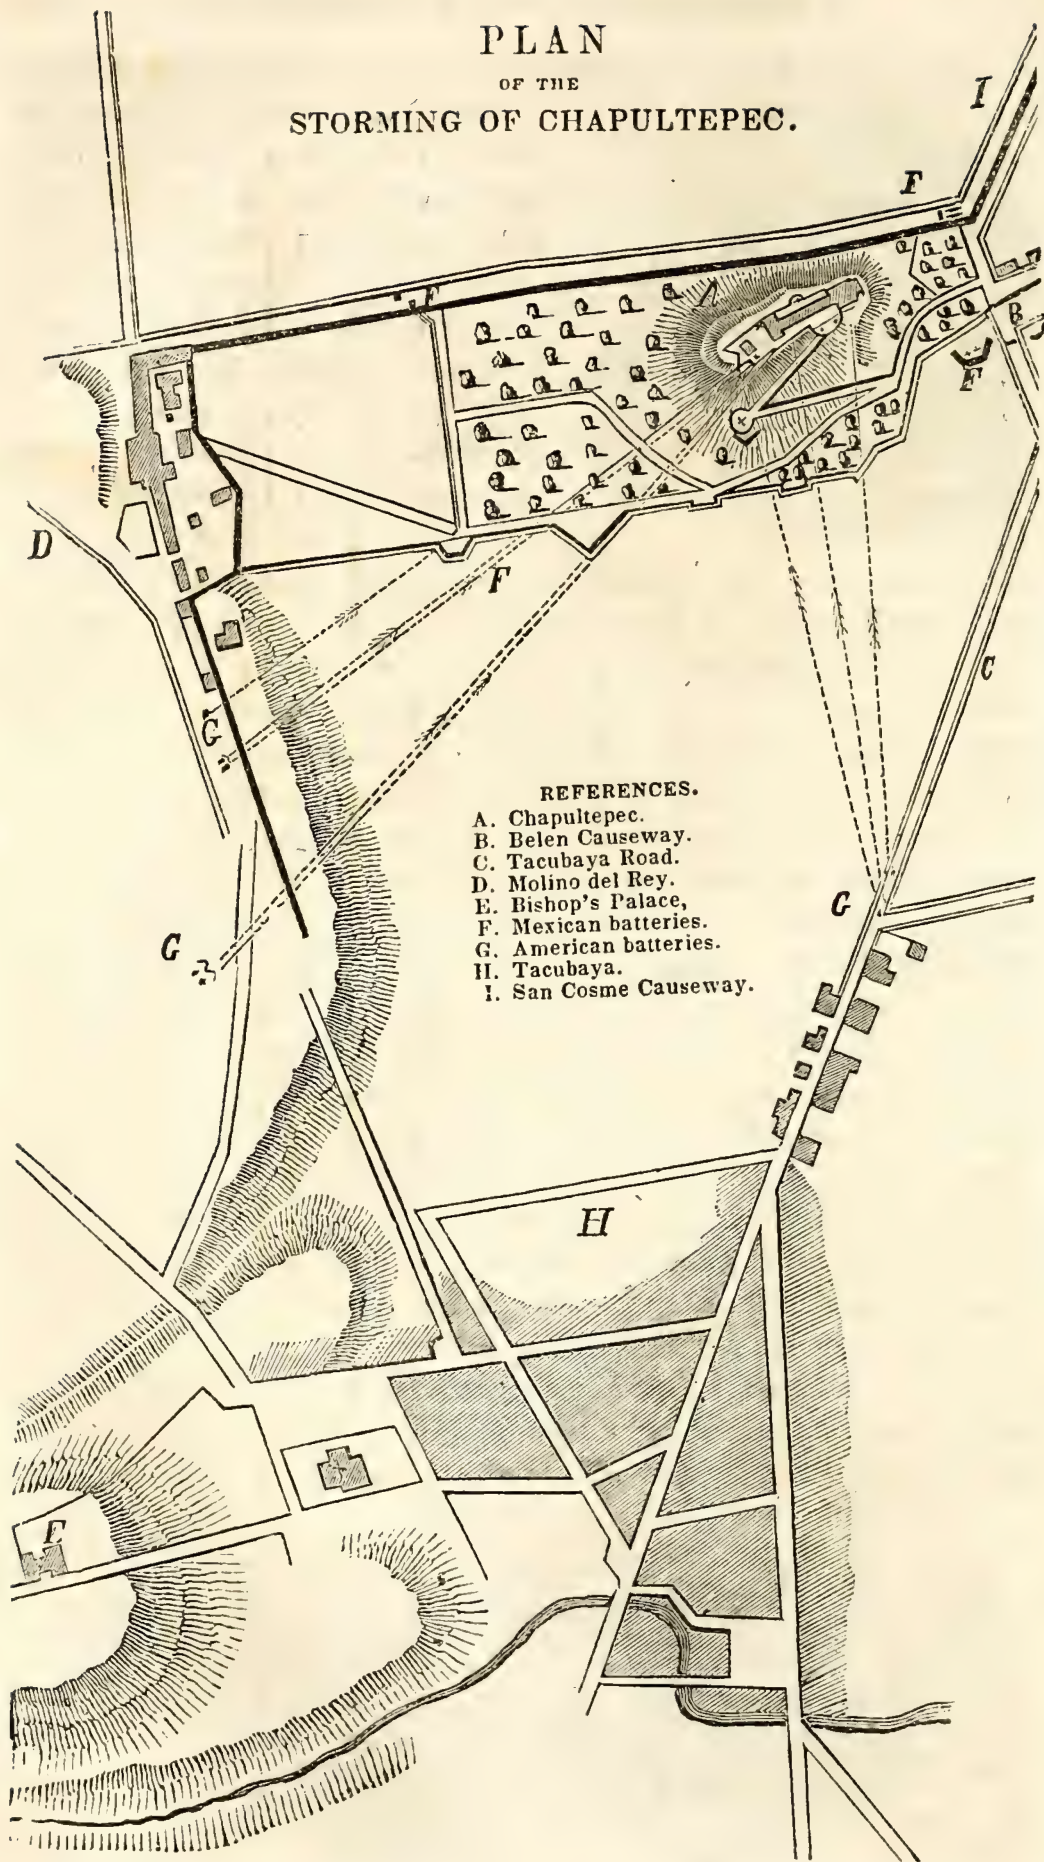 PLAN
OF THE
STORMING OF CHAPULTEPEC.
I
F
F
B
F
D
F
C
G
REFERENCES.
A. Chapultepec.
B. Belen Causeway.
C. Tacubaya Road.
D. Molino del Rey.
E. Bishop's Palace,
F. Mexican batteries.
G. American batteries.
H. Tacubaya.
I. San Cosme Causeway.
G
G
H
E